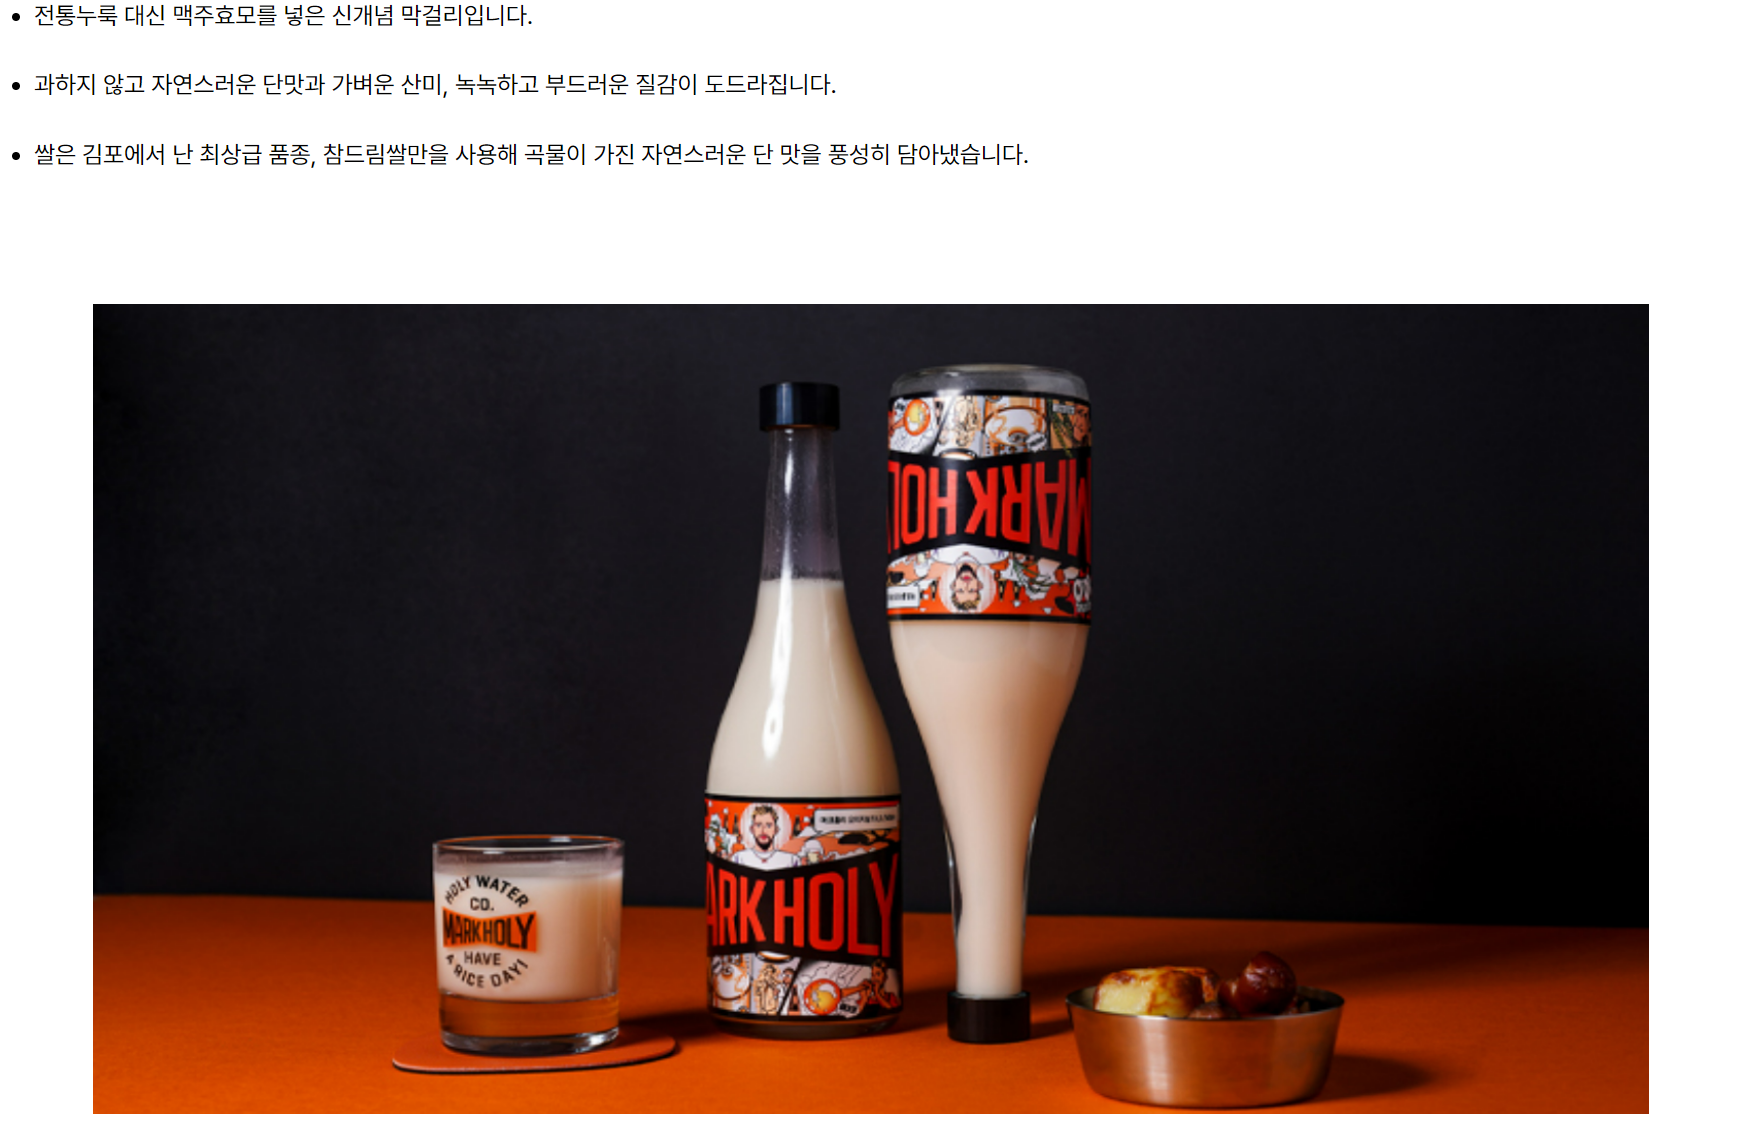 전통누룩 대신 맥주효모를 넣은 신개념 막걸리입니다.
과하지 않고 자연스러운 단맛과 가벼운 산미, 녹녹하고 부드러운 질감이 도드라집니다.
쌀은 김포에서 난 최상급 품종, 참드림쌀만을 사용해 곡물이 가진 자연스러운 단 맛을 풍성히 담아냈습니다.
MARK HOL
ARK HOLY
HOLY WATER
CO.
MARKHOLY
HAVE
A RICE DAY!